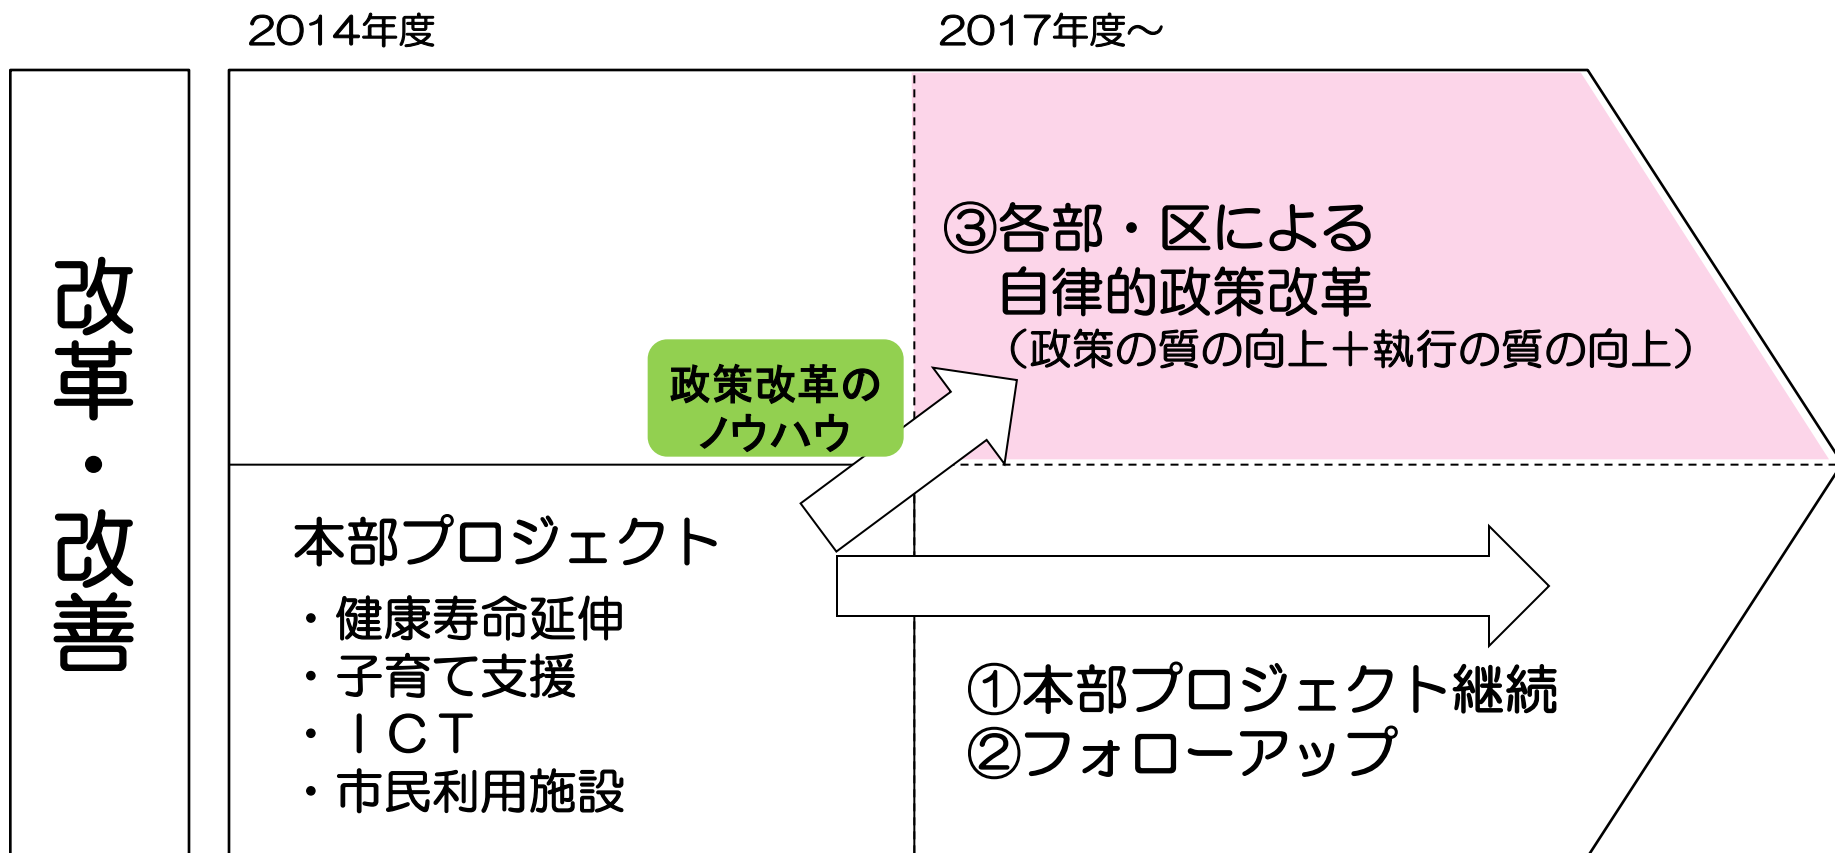 2014年度
2017年度～
改革・改善
③各部・区による
自律的政策改革
（政策の質の向上＋執行の質の向上）
政策改革の
ノウハウ
本部プロジェクト
・健康寿命延伸
・子育て支援
・ＩＣＴ
・市民利用施設
①本部プロジェクト継続
②フォローアップ